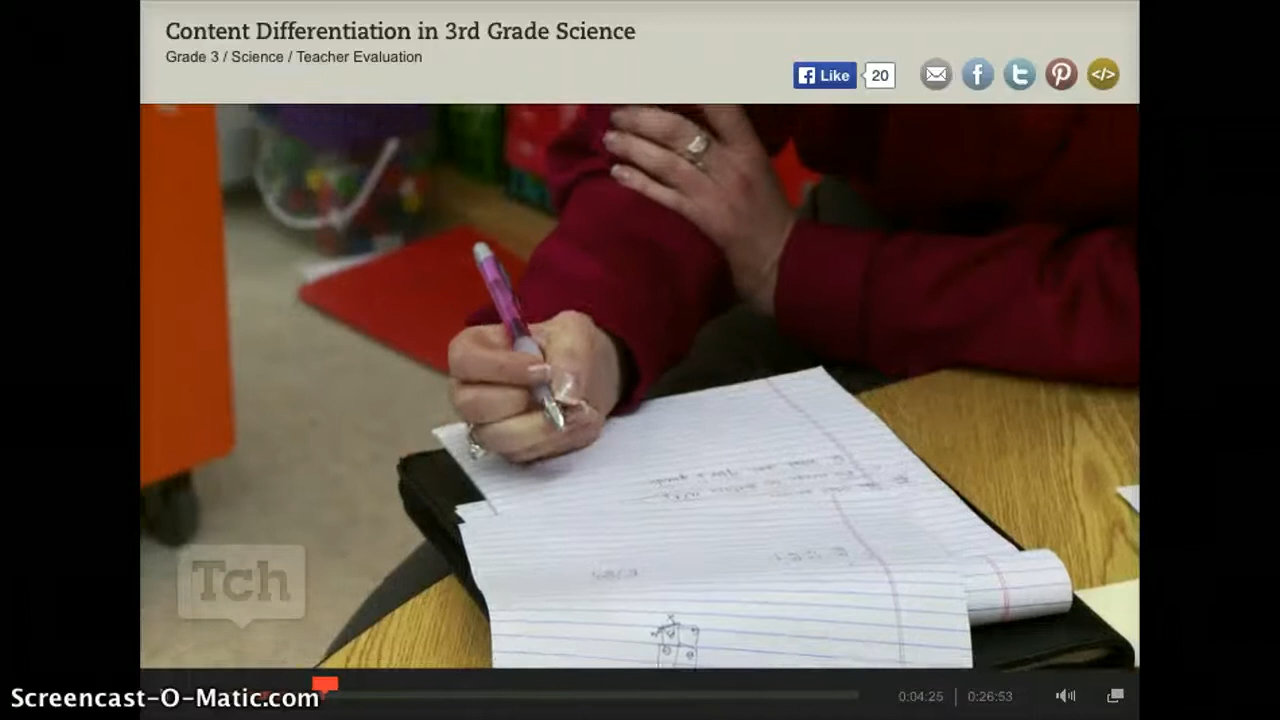 Content Differentiation in 3rd Grade Science
Grade 3 / Science / Teacher Evaluation
Like
20
Tch
0:04:25
0:26:53
Screencast-O-Matic.com